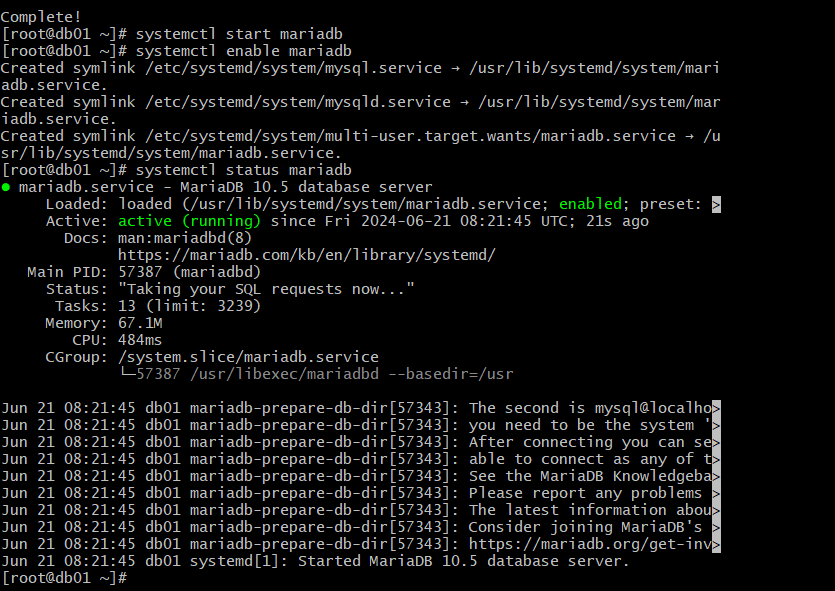 Complete!
[root@db01 ~]# systemctl start mariadb
[root@db01 ~]# systemctl enable mariadb
Created symlink /etc/systemd/system/mysql.service → /usr/lib/systemd/system/mari
adb.service.
Created symlink /etc/systemd/system/mysqld.service → /usr/lib/systemd/system/mar
iadb.service.
Created symlink /etc/systemd/system/multi-user.target.wants/mariadb.service → /u
sr/lib/systemd/system/mariadb.service.
[root@db01 ~]# systemctl status mariadb
● mariadb.service - MariaDB 10.5 database server
     Loaded: loaded (/usr/lib/systemd/system/mariadb.service; enabled; preset: >
     Active: active (running) since Fri 2024-06-21 08:21:45 UTC; 21s ago
       Docs: man:mariadbd(8)
             https://mariadb.com/kb/en/library/systemd/
   Main PID: 57387 (mariadbd)
     Status: "Taking your SQL requests now..."
      Tasks: 13 (limit: 3239)
     Memory: 67.1M
        CPU: 484ms
     CGroup: /system.slice/mariadb.service
             └─57387 /usr/libexec/mariadbd --basedir=/usr

Jun 21 08:21:45 db01 mariadb-prepare-db-dir[57343]: The second is mysql@localho>
Jun 21 08:21:45 db01 mariadb-prepare-db-dir[57343]: you need to be the system '>
Jun 21 08:21:45 db01 mariadb-prepare-db-dir[57343]: After connecting you can se>
Jun 21 08:21:45 db01 mariadb-prepare-db-dir[57343]: able to connect as any of t>
Jun 21 08:21:45 db01 mariadb-prepare-db-dir[57343]: See the MariaDB Knowledgeba>
Jun 21 08:21:45 db01 mariadb-prepare-db-dir[57343]: Please report any problems >
Jun 21 08:21:45 db01 mariadb-prepare-db-dir[57343]: The latest information abou>
Jun 21 08:21:45 db01 mariadb-prepare-db-dir[57343]: Consider joining MariaDB's >
Jun 21 08:21:45 db01 mariadb-prepare-db-dir[57343]: https://mariadb.org/get-inv>
Jun 21 08:21:45 db01 systemd[1]: Started MariaDB 10.5 database server.
[root@db01 ~]#